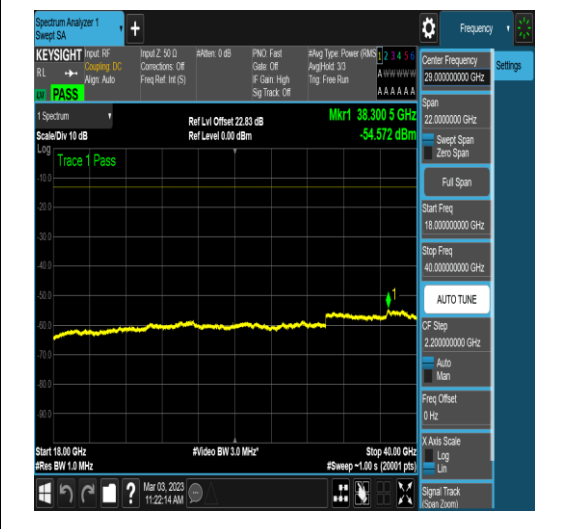 Spectrum Analyzer 1
Swept SA
Frequency
KEYSIGHT
RL
PASS
Input: RF
Coupling: DC
Align: Auto
Input Z: 50 Ω
Corrections: Off
Freq Ref: Int (S)
#Atten: 0 dB
PNO: Fast
Gate: Off
IF Gain: High
Sig Track: Off
#Avg Type: Power (RMS
Avg|Hold: 3/3
Trig: Free Run
1 2 3 4 5 6
A W W W W W
A A A A A A
Center Frequency
29.000000000 GHz
Settings
Span
22.0000000 GHz
Swept Span
Zero Span
Full Span
Start Freq
18.000000000 GHz
Stop Freq
40.000000000 GHz
AUTO TUNE
CF Step
2.200000000 GHz
Auto
Man
Freq Offset
0 Hz
X Axis Scale
Log
Lin
Signal Track
(Span Zoom)
1 Spectrum
Scale/Div 10 dB
Ref Lvl Offset 22.83 dB
Ref Level 0.00 dBm
Mkr1 38.300 5 GHz
-54.572 dBm
Log
Trace 1 Pass
-10.0
-20.0
-30.0
-40.0
-50.0
-60.0
-70.0
-80.0
-90.0
1
Start 18.00 GHz
#Res BW 1.0 MHz
#Video BW 3.0 MHz*
Stop 40.00 GHz
#Sweep ~1.00 s (20001 pts)
?
Mar 03, 2023
11:22:14 AM